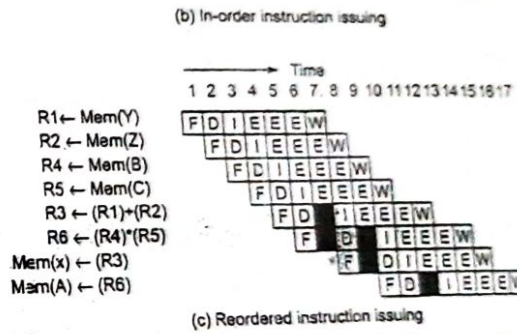 (b) In-order instruction issuing
Time
1 2 3 4 5 6 7 8 9 10 11 12 13 14 15 16 17
R1 ← Mem(Y) F D I E E E W
R2 ← Mem(Z) F D I E E E W
R4 ← Mem(B) F D I E E E W
R5 ← Mem(C) F D I E E E W
R3 ← (R1)+(R2) F D I E E E W
R6 ← (R4)*(R5) F D I E E E W
Mem(x) ← (R3) F D I E E E W
Mem(A) ← (R6) F D I E E E W
(c) Reordered instruction issuing